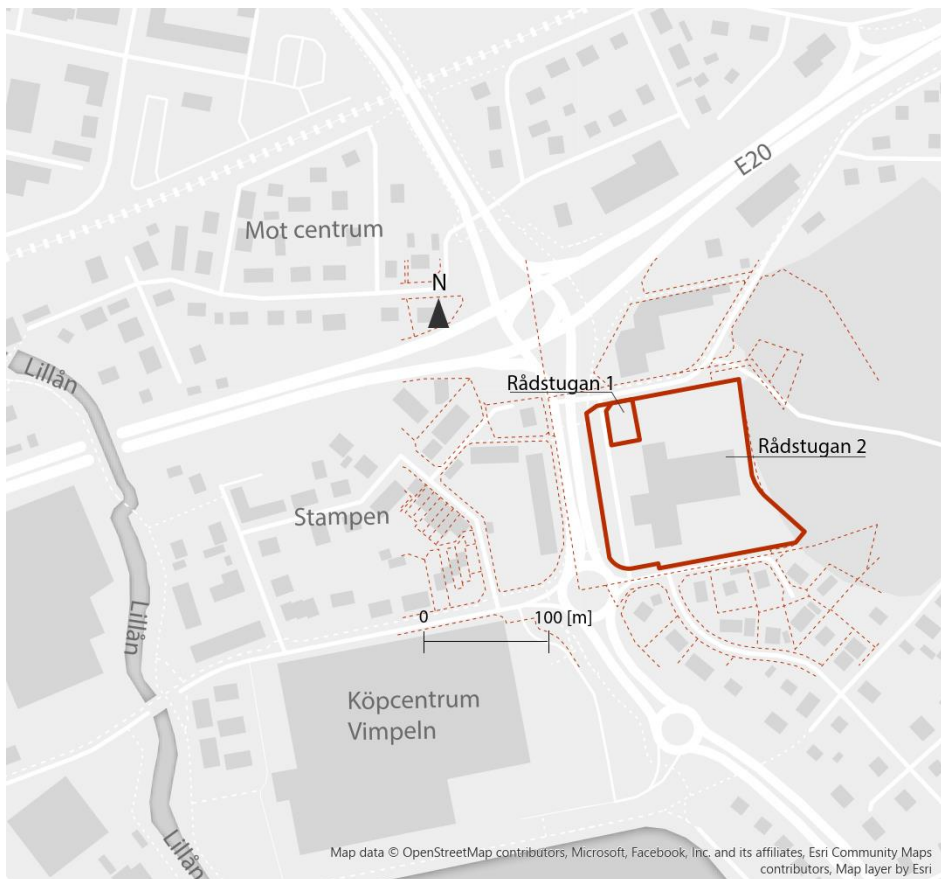 E20
Mot centrum
N
Lillån
Rådstugan 1
Rådstugan 2
Stampen
Lillån
0 100 [m]
Köpcentrum
Vimpeln
Lillån
Map data © OpenStreetMap contributors, Microsoft, Facebook, Inc. and its affiliates, Esri Community Maps
contributors, Map layer by Esri